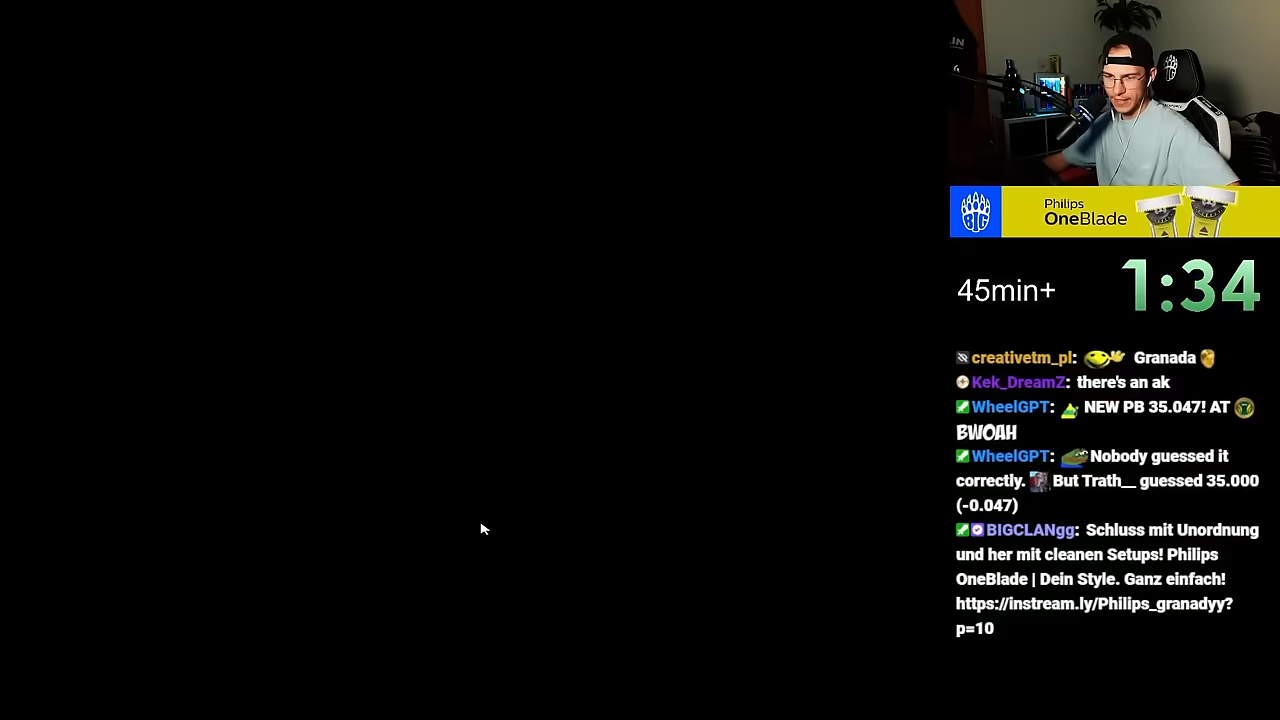 IN
BIG
Philips
OneBlade
45min+ 1:34
creativetm_pl: Granada
Kek_DreamZ: there's an ak
WheelGPT: NEW PB 35.047! AT
BWOAH
WheelGPT: Nobody guessed it
correctly. But Trath__ guessed 35.000
(-0.047)
BIGCLANgg: Schluss mit Unordnung
und her mit cleanen Setups! Philips
OneBlade | Dein Style. Ganz einfach!
https://instream.ly/Philips_granadyy?
p=10